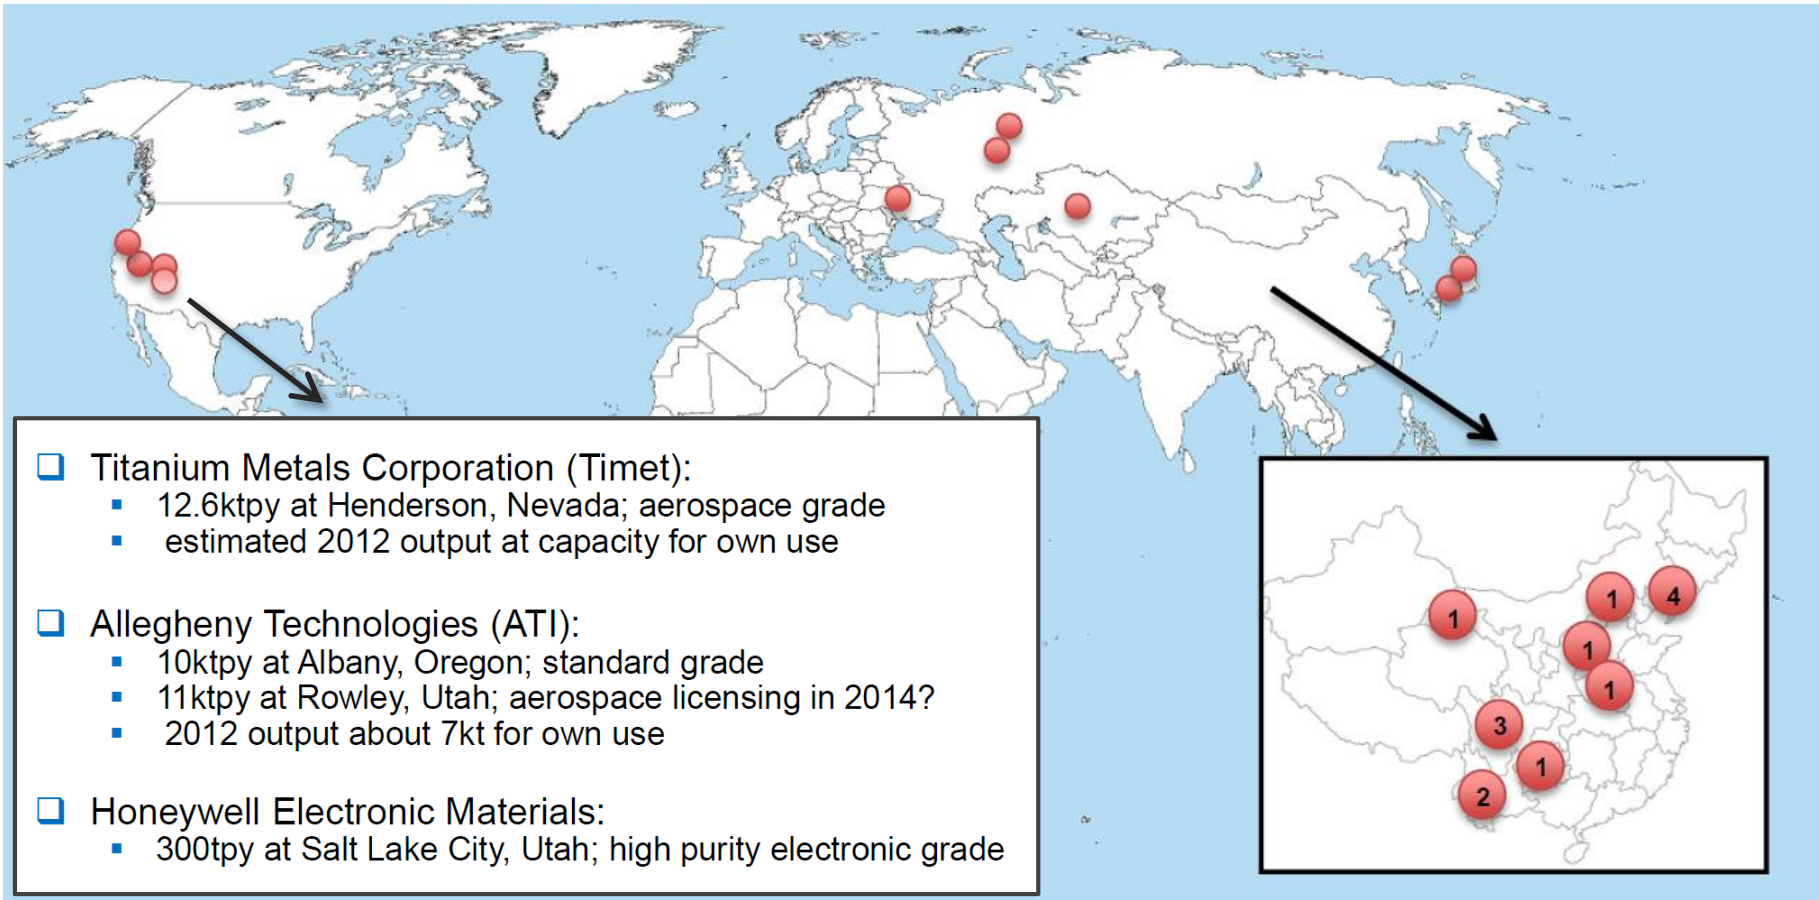 Titanium Metals Corporation (Timet):
12.6ktpy at Henderson, Nevada; aerospace grade
estimated 2012 output at capacity for own use
Allegheny Technologies (ATI):
10ktpy at Albany, Oregon; standard grade
11ktpy at Rowley, Utah; aerospace licensing in 2014?
2012 output about 7kt for own use
Honeywell Electronic Materials:
300tpy at Salt Lake City, Utah; high purity electronic grade
1
4
1
1
1
3
1
2